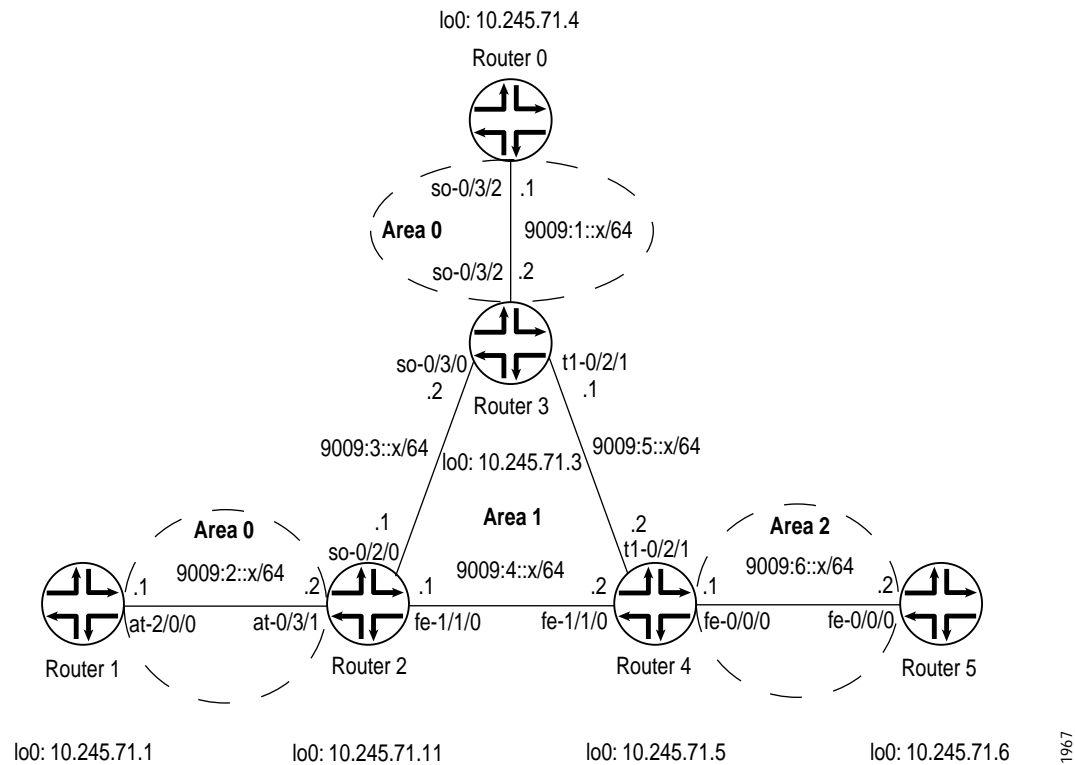 lo0: 10.245.71.4
Router 0
so-0/3/2 .1
Area 0 9009:1::x/64
so-0/3/2 .2
so-0/3/0 t1-0/2/1
.2 .1
Router 3
9009:3::x/64 9009:5::x/64
lo0: 10.245.71.3
Area 0 .1 Area 1 .2 Area 2
so-0/2/0 t1-0/2/1
9009:2::x/64 9009:4::x/64 9009:6::x/64
.1 .2 .1 .2 .1 .2
at-2/0/0 at-0/3/1 fe-1/1/0 fe-1/1/0 fe-0/0/0 fe-0/0/0
Router 1 Router 2 Router 4 Router 5
lo0: 10.245.71.1 lo0: 10.245.71.11 lo0: 10.245.71.5 lo0: 10.245.71.6
1967